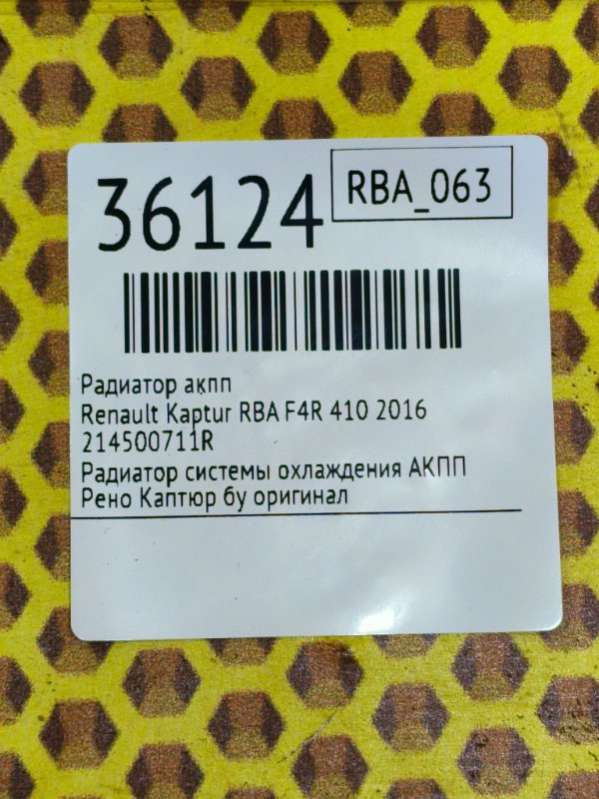 36124
RBA_063
Радиатор акпп
Renault Kaptur RBA F4R 410 2016
214500711R
Радиатор системы охлаждения АКПП
Рено Каптюр бу оригинал